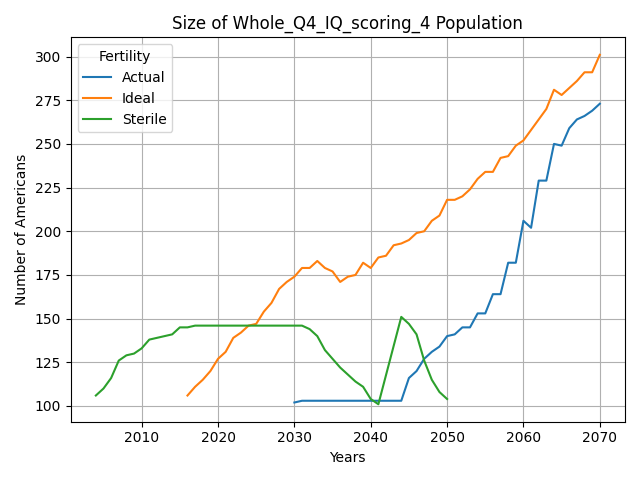 Size of Whole_Q4_IQ_scoring_4 Population
Fertility
Actual
Ideal
Sterile
Number of Americans
300
275
250
225
200
175
150
125
100
2010 2020 2030 2040 2050 2060 2070
Years